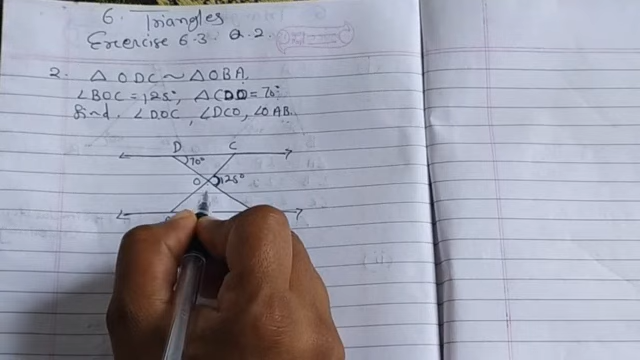 6. Triangles
Exercise 6.3. Q.2.
2. △ODC ~ △OBA.
∠BOC = 125°, △CDO = 70°
find. ∠DOC, ∠DCO, ∠OAB.
D C
70°
O 125°